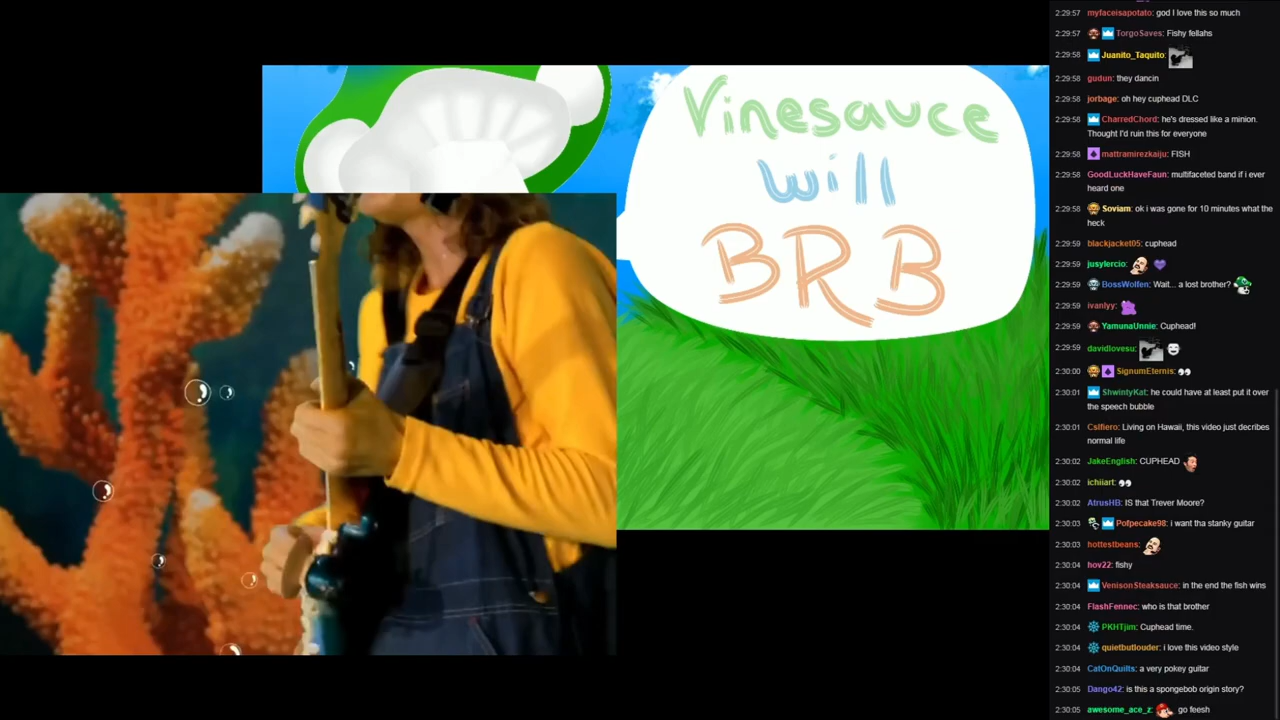 Vinesauce
will
BRB
2:29:57 myfaceisapotato: god I love this so much
2:29:57 TorgoSaves: Fishy fellahs
2:29:58 Juanito_Taquito:
2:29:58 gudun: they dancin
2:29:58 jorbage: oh hey cuphead DLC
2:29:58 CharredChord: he's dressed like a minion.
Thought I'd ruin this for everyone
2:29:58 mattramirezkaiju: FISH
2:29:58 GoodLuckHaveFaun: multifaceted band if i ever
heard one
2:29:58 Soviam: ok i was gone for 10 minutes what the
heck
2:29:59 blackjacket05: cuphead
2:29:59 jusylercio:
2:29:59 BossWolfen: Wait... a lost brother?
2:29:59 ivanlyy:
2:29:59 YamunaUnnie: Cuphead!
2:29:59 davidlovesu:
2:30:00 SignumEternis:
2:30:01 ShwintyKat: he could have at least put it over
the speech bubble
2:30:01 Cslfiero: Living on Hawaii, this video just decribes
normal life
2:30:02 JakeEnglish: CUPHEAD
2:30:02 ichiiart:
2:30:02 AtrusHB: IS that Trever Moore?
2:30:03 Pofpecake98: i want tha stanky guitar
2:30:03 hottestbeans:
2:30:04 hov22: fishy
2:30:04 VenisonSteaksauce: in the end the fish wins
2:30:04 FlashFennec: who is that brother
2:30:04 PKHTjim: Cuphead time.
2:30:04 quietbutlouder: i love this video style
2:30:04 CatOnQuilts: a very pokey guitar
2:30:05 Dango42: is this a spongebob origin story?
2:30:05 awesome_ace_z: go feesh